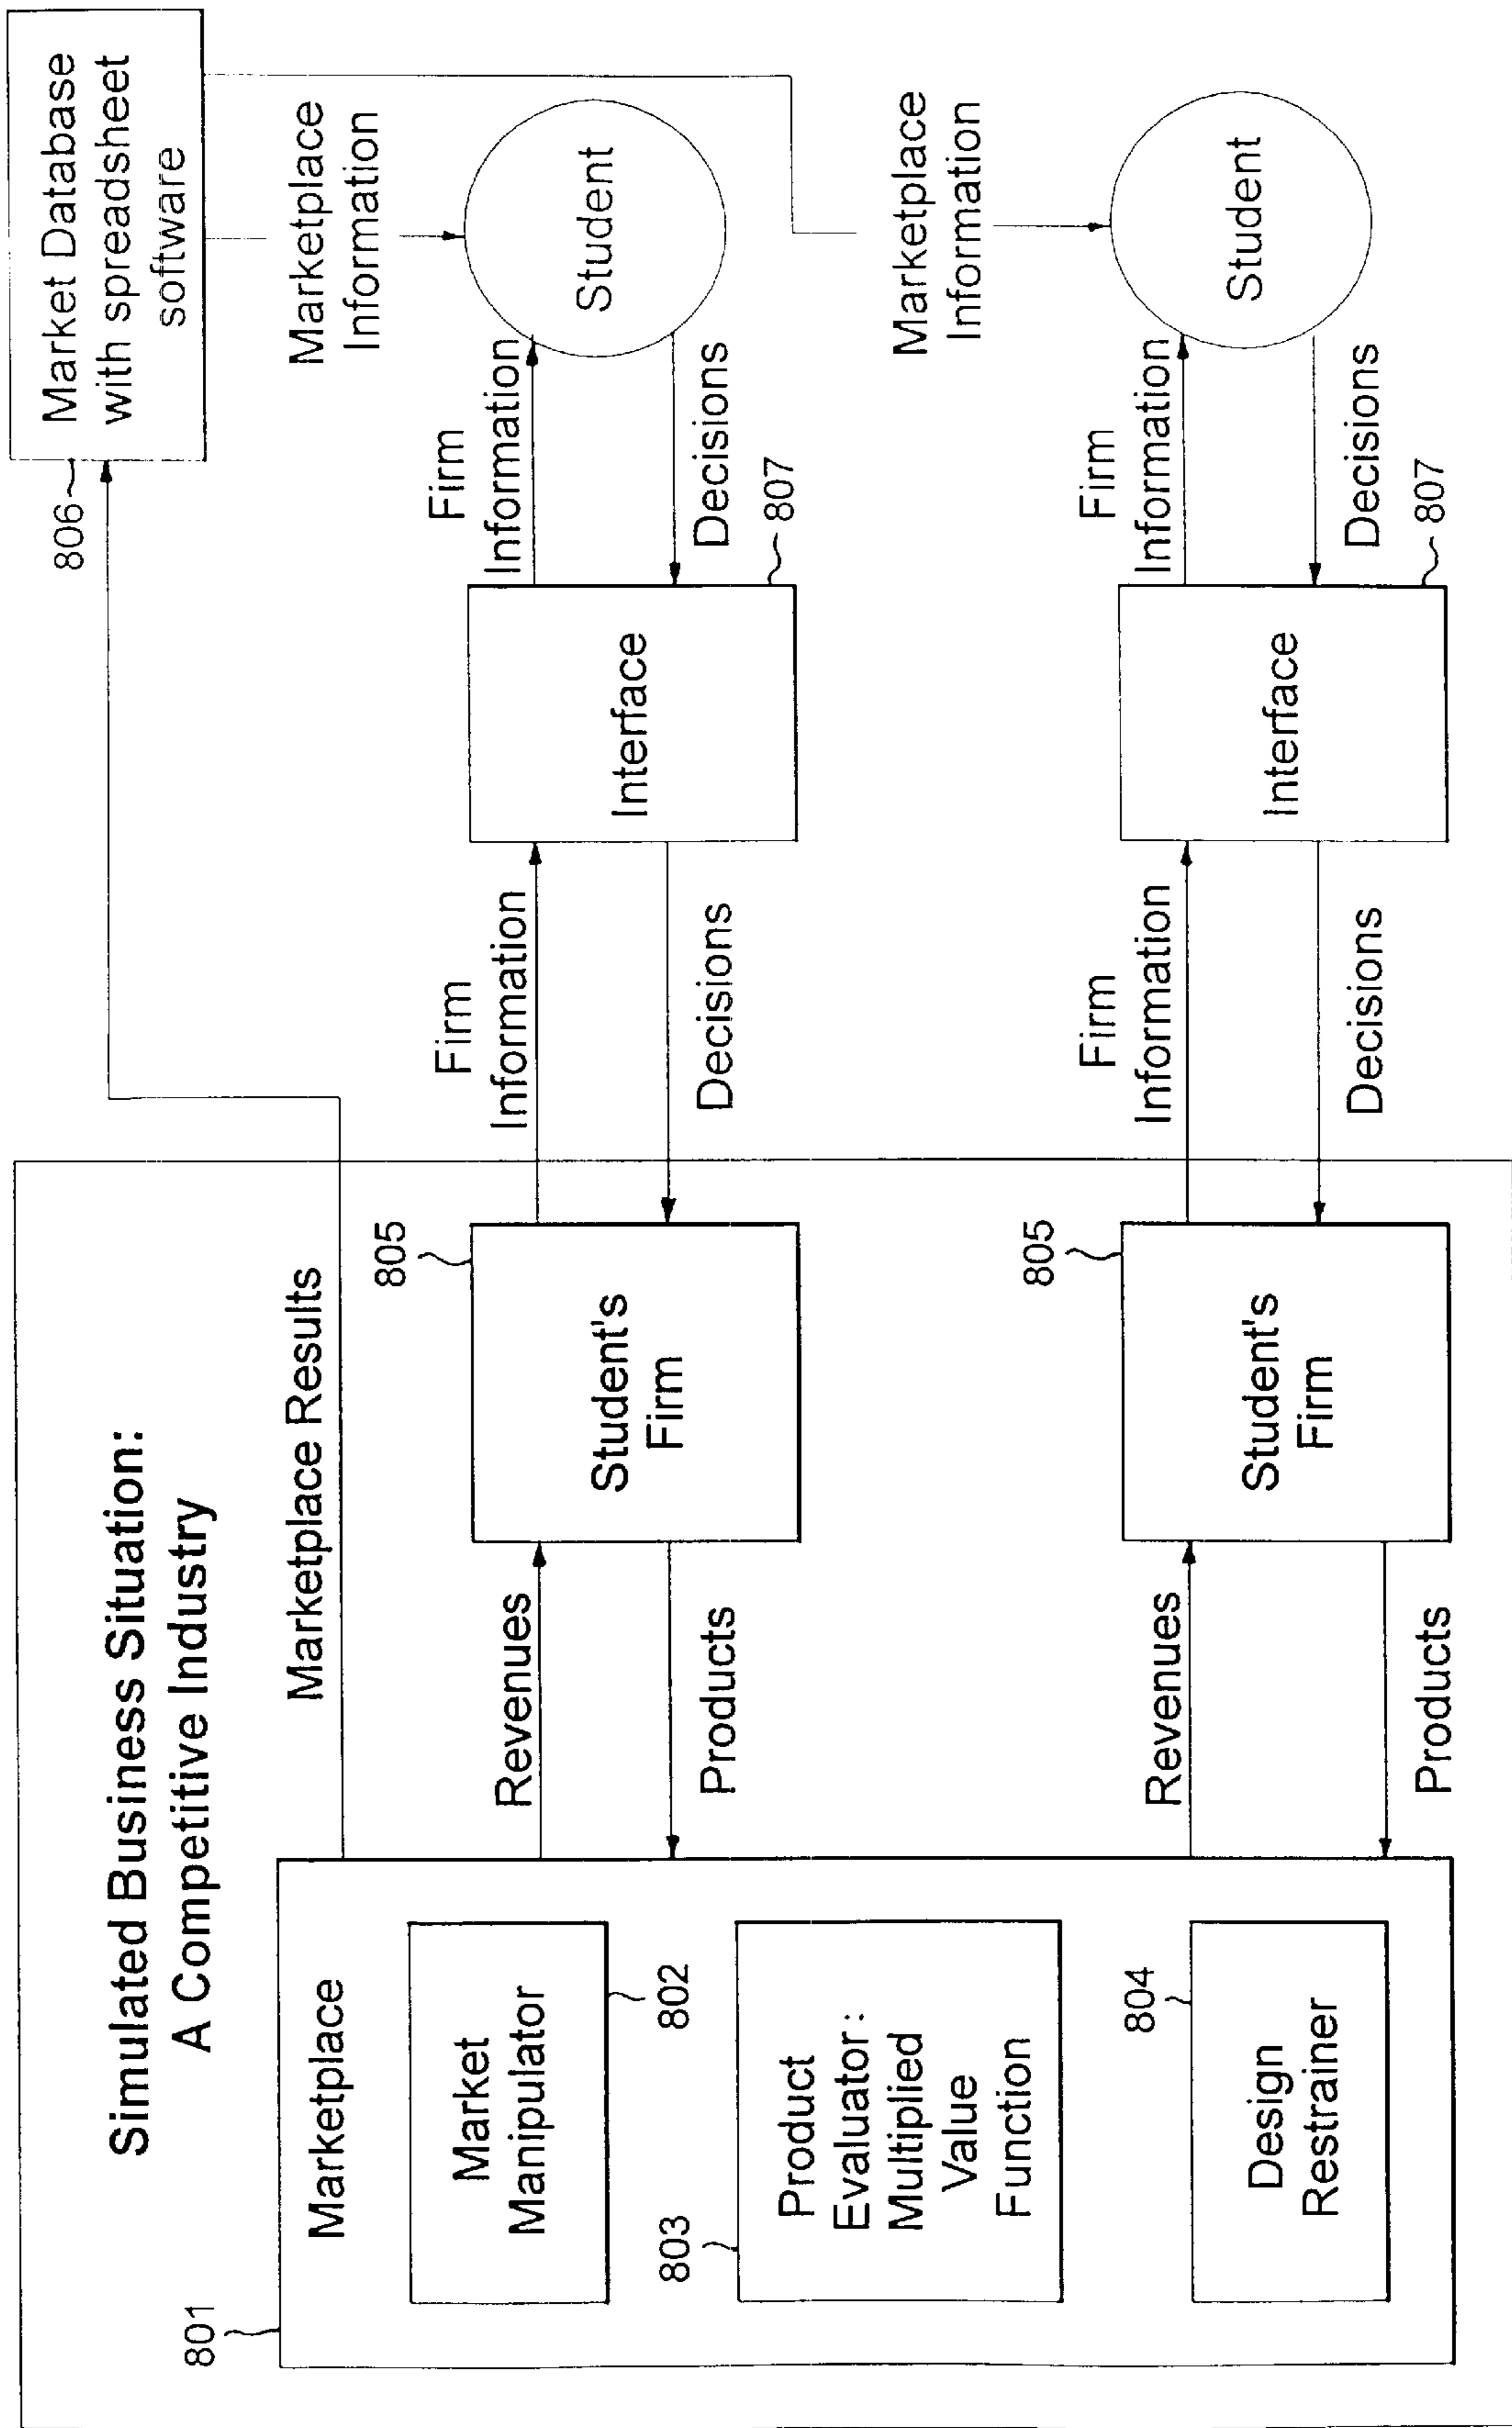 Simulated Business Situation:
A Competitive Industry
801
Marketplace
Market
Manipulator
802
803
Product
Evaluator:
Multiplied
Value
Function
804
Design
Restrainer
Marketplace Results
Revenues
Products
Revenues
Products
805
Student's
Firm
805
Student's
Firm
Firm
Information
Decisions
Firm
Information
Decisions
Interface
807
Interface
807
Firm
Information
Decisions
Firm
Information
Decisions
806
Market Database
with spreadsheet
software
Marketplace
Information
Student
Marketplace
Information
Student